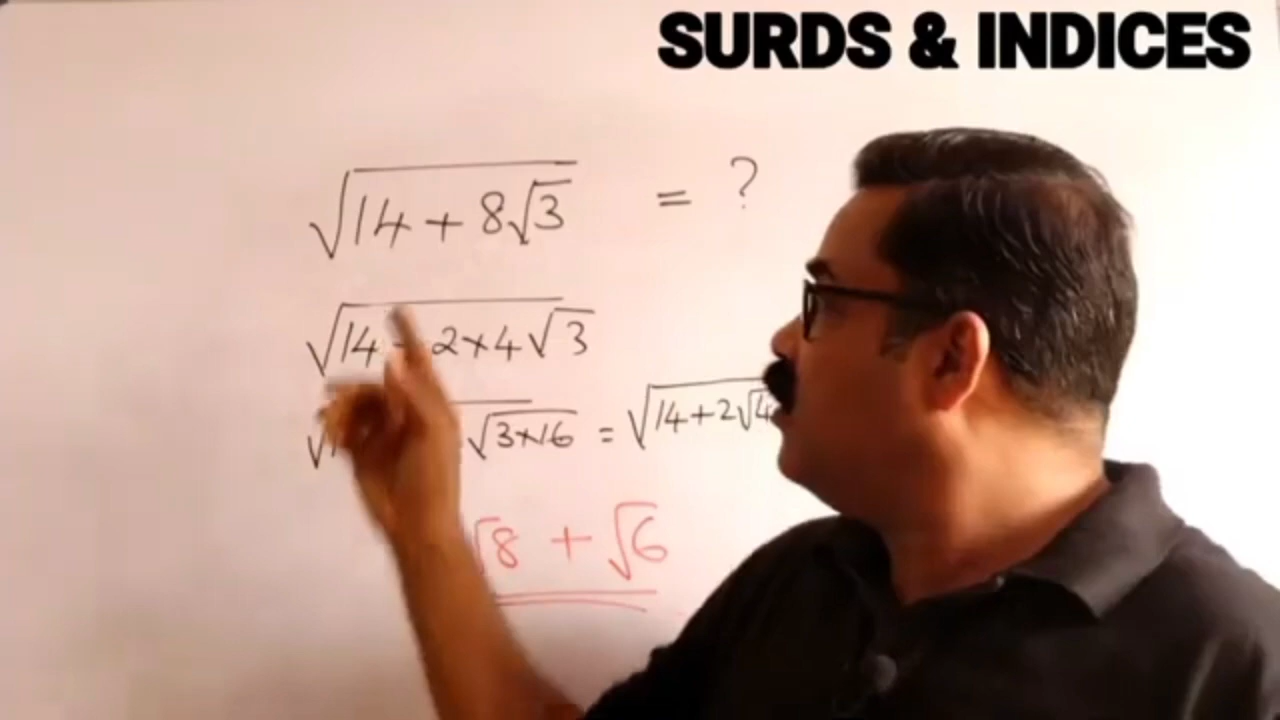 SURDS & INDICES
√14 + 8√3 = ?
√14 - 2×4√3
√3×16 = √14+2√4
√8 + √6